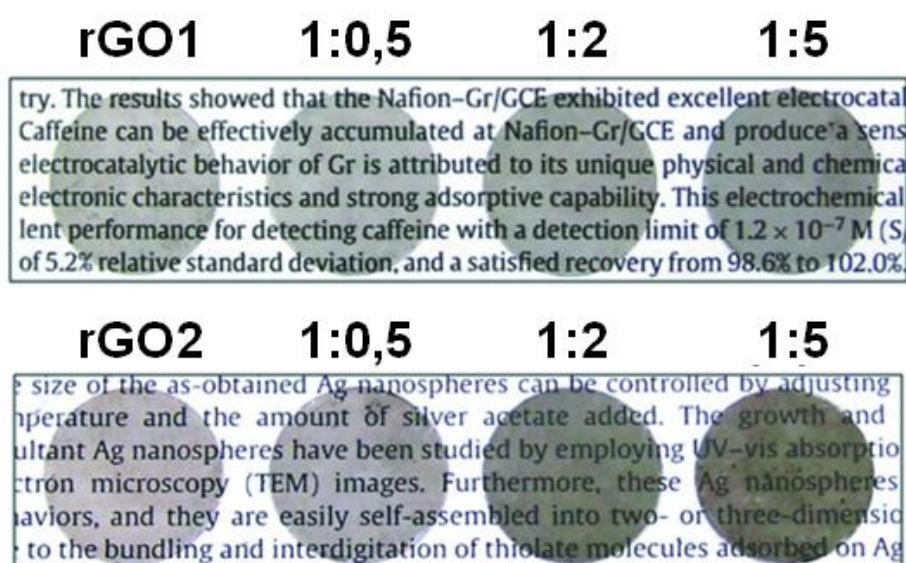 rGO1 1:0,5 1:2 1:5
try. The results showed that the Nafion–Gr/GCE exhibited excellent electrocatal
Caffeine can be effectively accumulated at Nafion–Gr/GCE and produce a sens
electrocatalytic behavior of Gr is attributed to its unique physical and chemica
electronic characteristics and strong adsorptive capability. This electrochemical
lent performance for detecting caffeine with a detection limit of 1.2 × 10⁻⁷ M (S/
of 5.2% relative standard deviation, and a satisfied recovery from 98.6% to 102.0%.
rGO2 1:0,5 1:2 1:5
size of the as-obtained Ag nanospheres can be controlled by adjusting
nperature and the amount of silver acetate added. The growth and
ultant Ag nanospheres have been studied by employing UV–vis absorptio
ctron microscopy (TEM) images. Furthermore, these Ag nanospheres
aviors, and they are easily self-assembled into two- or three-dimensio
to the bundling and interdigitation of thiolate molecules adsorbed on Ag